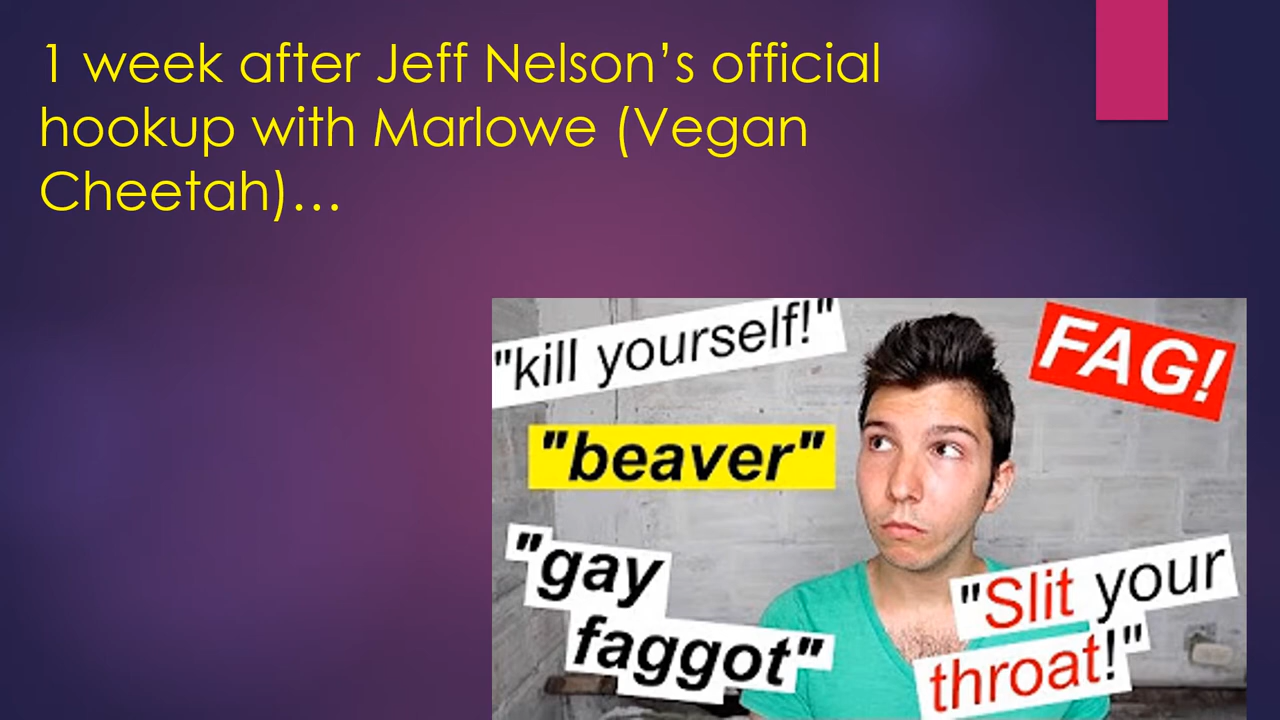 1 week after Jeff Nelson’s official
hookup with Marlowe (Vegan
Cheetah)…
"kill yourself!"
FAG!
"beaver"
"gay
faggot"
"Slit your
throat!"